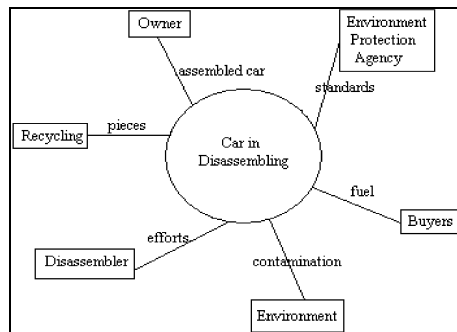 Owner
Environment
Protection
Agency
assembled car
standards
pieces
Recycling
Car in
Disassembling
fuel
Buyers
efforts
Disassembler
contamination
Environment